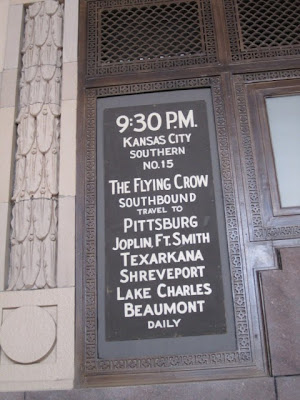 9:30 P.M.
KANSAS CITY
SOUTHERN
NO. 15
THE FLYING CROW
SOUTHBOUND
TRAVEL TO
PITTSBURG
JOPLIN, FT. SMITH
TEXARKANA
SHREVEPORT
LAKE CHARLES
BEAUMONT
DAILY